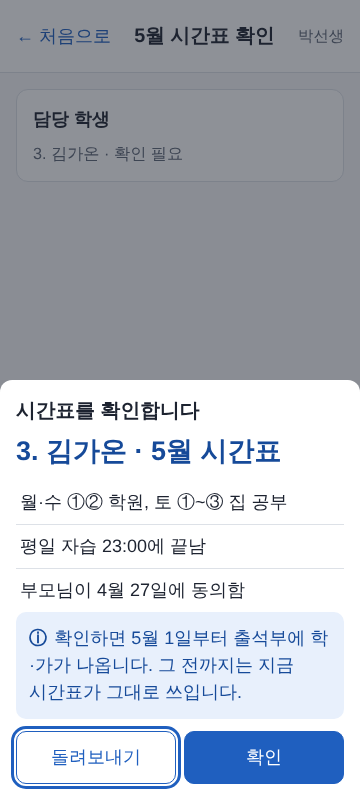 ← 처음으로 5월 시간표 확인 박선생
담당 학생
3. 김가온 · 확인 필요
시간표를 확인합니다
3. 김가온 · 5월 시간표
월·수 ①② 학원, 토 ①~③ 집 공부
평일 자습 23:00에 끝남
부모님이 4월 27일에 동의함
ⓘ 확인하면 5월 1일부터 출석부에 학
·가가 나옵니다. 그 전까지는 지금
시간표가 그대로 쓰입니다.
돌려보내기 확인